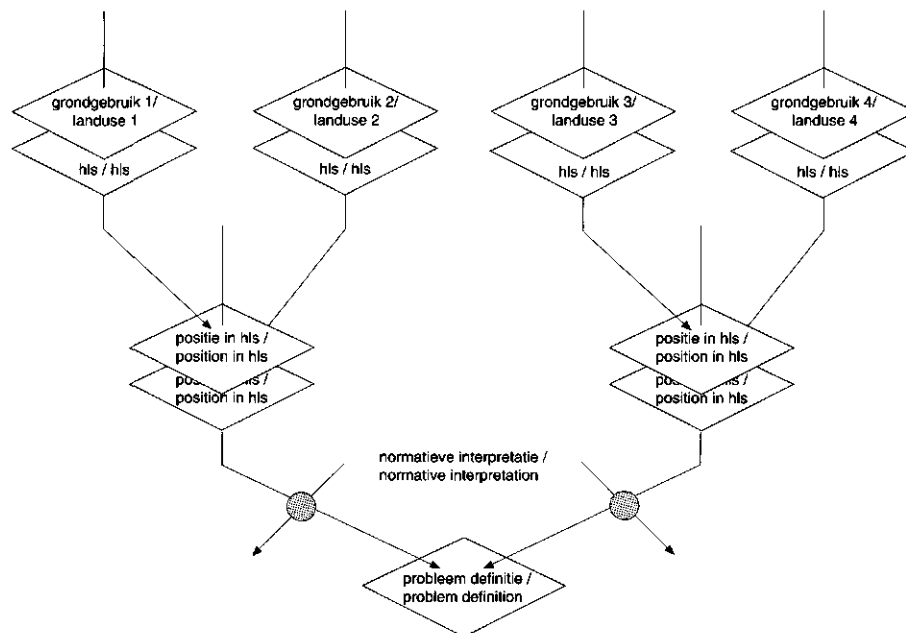 grondgebruik 1/
landuse 1
grondgebruik 2/
landuse 2
grondgebruik 3/
landuse 3
grondgebruik 4/
landuse 4
hls / hls
hls / hls
hls / hls
hls / hls
positie in hls /
position in hls
positie in hls /
position in hls
position in hls
position in hls
normatieve interpretatie /
normative interpretation
probleem definitie /
problem definition